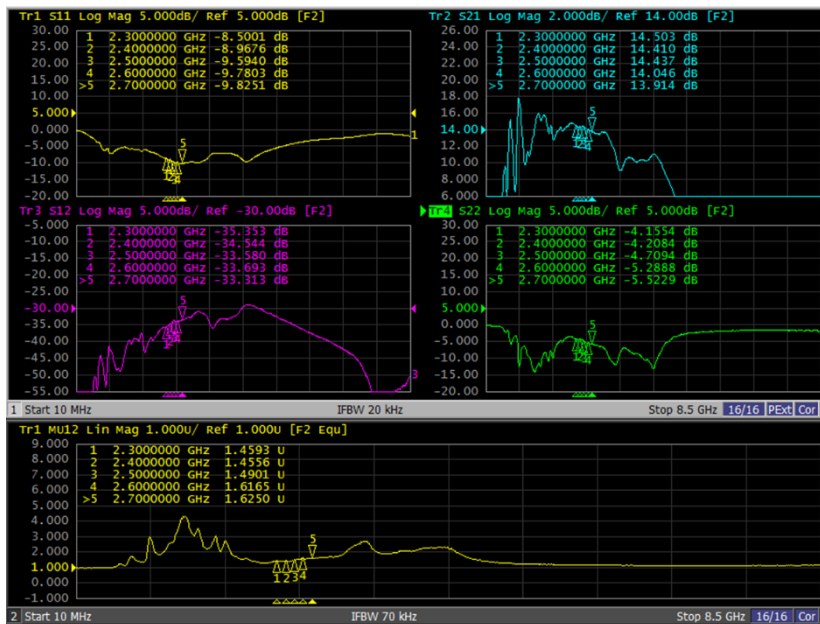 Tr1 S11 Log Mag 5.000dB/ Ref 5.000dB [F2]
30.00
25.00
20.00
15.00
10.00
5.000
0.000
-5.000
-10.00
-15.00
-20.00
1 2.3000000 GHz -8.5001 dB
2 2.4000000 GHz -8.9676 dB
3 2.5000000 GHz -9.5940 dB
4 2.6000000 GHz -9.7803 dB
>5 2.7000000 GHz -9.8251 dB
5
1
1234
Tr2 S21 Log Mag 2.000dB/ Ref 14.00dB [F2]
26.00
24.00
22.00
20.00
18.00
16.00
14.00
12.00
10.00
8.000
6.000
1 2.3000000 GHz 14.503 dB
2 2.4000000 GHz 14.410 dB
3 2.5000000 GHz 14.437 dB
4 2.6000000 GHz 14.046 dB
>5 2.7000000 GHz 13.914 dB
5
1234
Tr3 S12 Log Mag 5.000dB/ Ref -30.00dB [F2]
-5.000
-10.00
-15.00
-20.00
-25.00
-30.00
-35.00
-40.00
-45.00
-50.00
-55.00
1 2.3000000 GHz -35.353 dB
2 2.4000000 GHz -34.544 dB
3 2.5000000 GHz -33.580 dB
4 2.6000000 GHz -33.693 dB
>5 2.7000000 GHz -33.313 dB
5
1234
3
Tr4 S22 Log Mag 5.000dB/ Ref 5.000dB [F2]
30.00
25.00
20.00
15.00
10.00
5.000
0.000
-5.000
-10.00
-15.00
-20.00
1 2.3000000 GHz -4.1554 dB
2 2.4000000 GHz -4.2084 dB
3 2.5000000 GHz -4.7094 dB
4 2.6000000 GHz -5.2888 dB
>5 2.7000000 GHz -5.5229 dB
5
1234
1 Start 10 MHz IFBW 20 kHz Stop 8.5 GHz 16/16 PExt Cor
Tr1 MU12 Lin Mag 1.000U/ Ref 1.000U [F2 Equ]
9.000
8.000
7.000
6.000
5.000
4.000
3.000
2.000
1.000
0.000
-1.000
1 2.3000000 GHz 1.4593 U
2 2.4000000 GHz 1.4556 U
3 2.5000000 GHz 1.4901 U
4 2.6000000 GHz 1.6165 U
>5 2.7000000 GHz 1.6250 U
5
1234
2 Start 10 MHz IFBW 70 kHz Stop 8.5 GHz 16/16 Cor